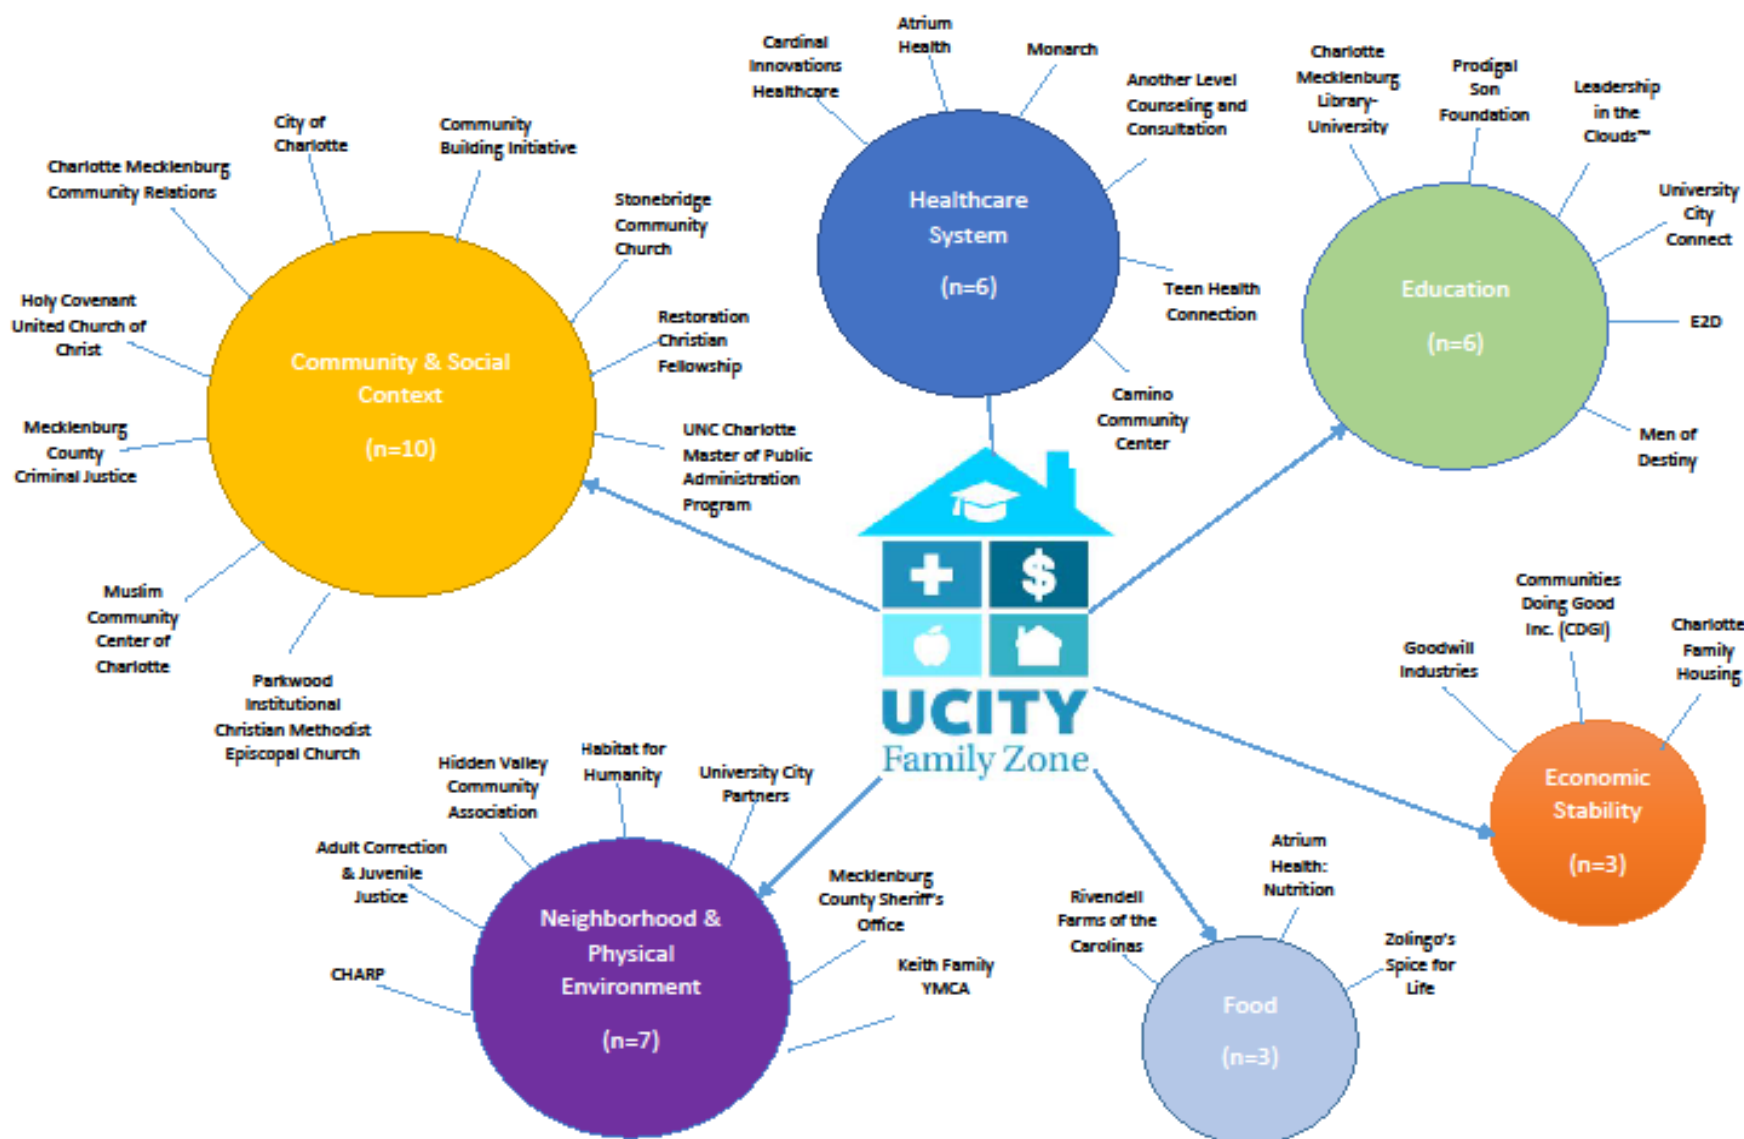 Cardinal
Innovations
Healthcare
Atrium
Health
Monarch
Another Level
Counseling and
Consultation
Teen Health
Connection
Camino
Community
Center
Healthcare
System
(n=6)
Charlotte
Mecklenburg
Library-
University
Prodigal
Son
Foundation
Leadership
in the
Clouds™
University
City
Connect
E2D
Men of
Destiny
Education
(n=6)
City of
Charlotte
Community
Building Initiative
Charlotte Mecklenburg
Community Relations
Stonebridge
Community
Church
Holy Covenant
United Church of
Christ
Restoration
Christian
Fellowship
Mecklenburg
County
Criminal Justice
UNC Charlotte
Master of Public
Administration
Program
Muslim
Community
Center of
Charlotte
Parkwood
Institutional
Christian Methodist
Episcopal Church
Community & Social
Context
(n=10)
$
UCITY
Family Zone
Communities
Doing Good
Inc. (CDGI)
Goodwill
Industries
Charlotte
Family
Housing
Economic
Stability
(n=3)
Hidden Valley
Community
Association
Habitat for
Humanity
University City
Partners
Adult Correction
& Juvenile
Justice
Mecklenburg
County Sheriff's
Office
CHARP
Keith Family
YMCA
Neighborhood &
Physical
Environment
(n=7)
Rivendell
Farms of the
Carolinas
Atrium
Health:
Nutrition
Zolingo's
Spice for
Life
Food
(n=3)